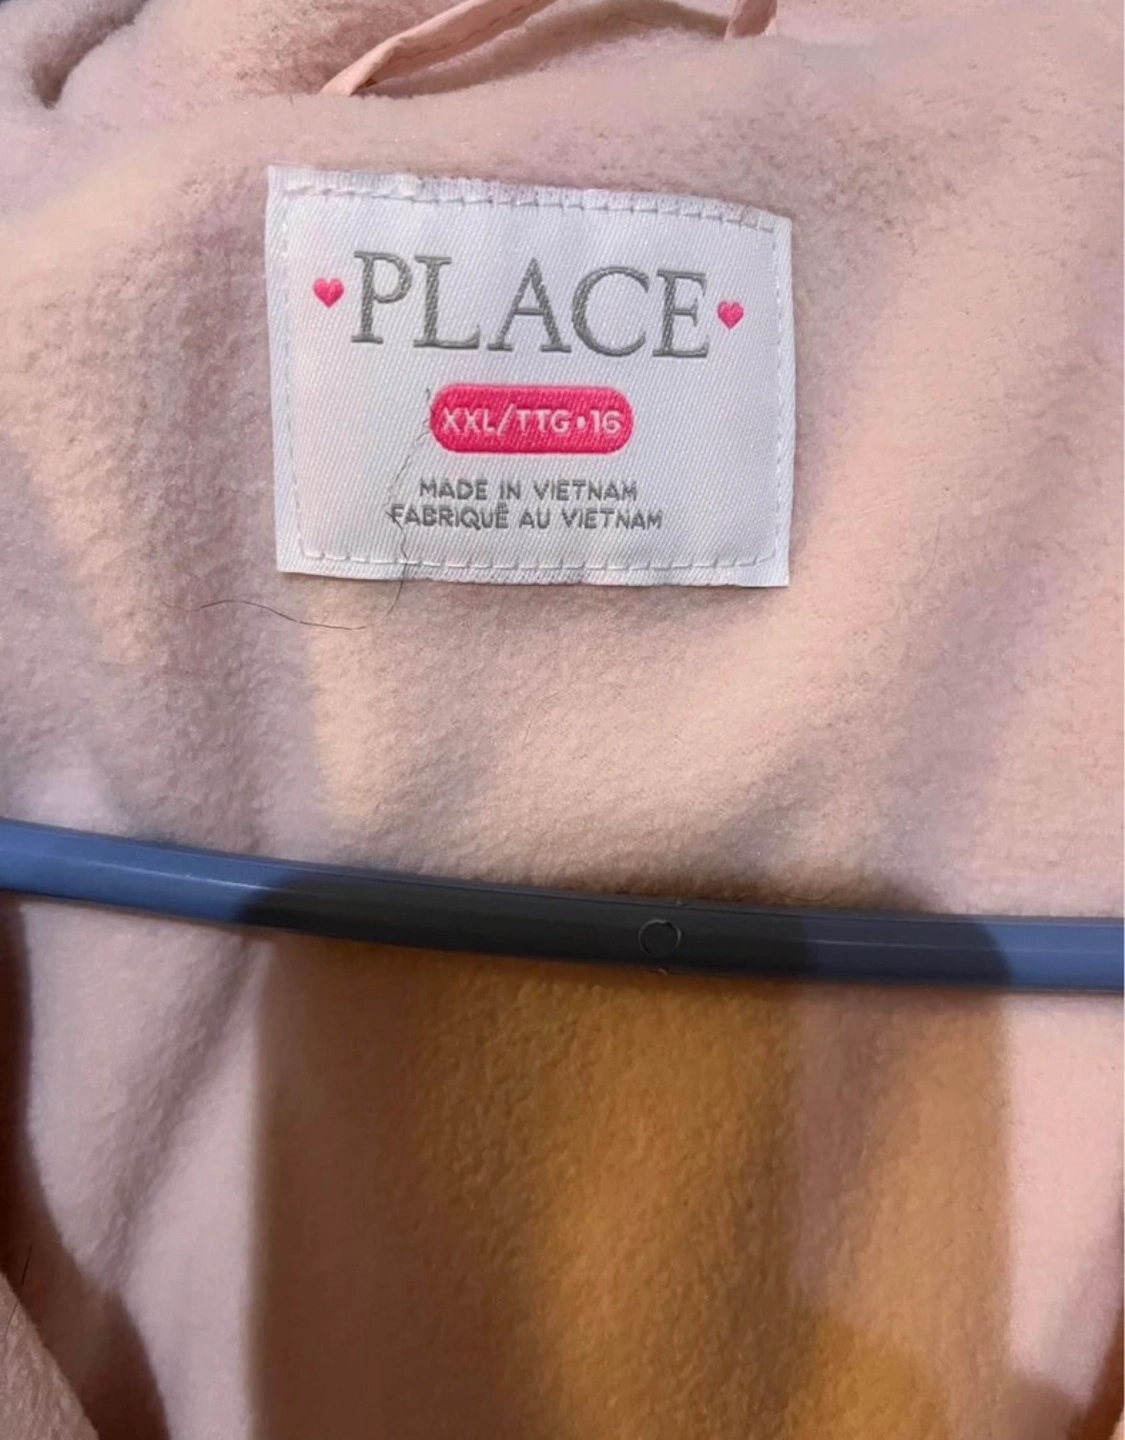 PLACE
XXL/TTG•16
MADE IN VIETNAM
FABRIQUÉ AU VIETNAM